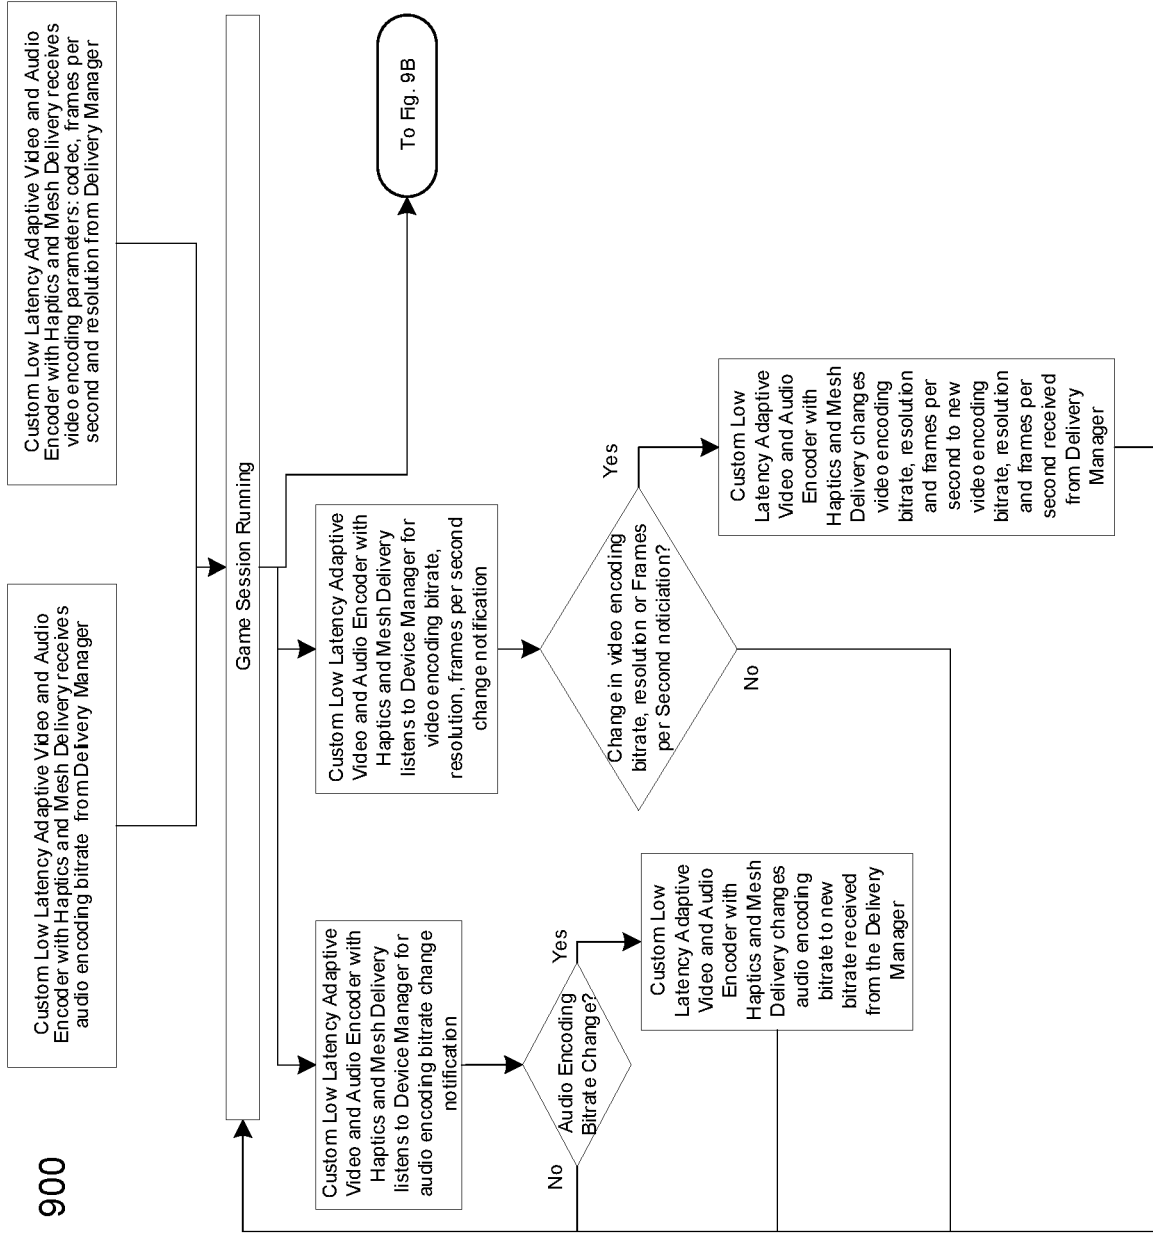 900
Custom Low Latency Adaptive Video and Audio
Encoder with Haptics and Mesh Delivery receives
audio encoding bitrate from Delivery Manager
Custom Low Latency Adaptive Video and Audio
Encoder with Haptics and Mesh Delivery receives
video encoding parameters: codec, frames per
second and resolution from Delivery Manager
Game Session Running
Custom Low Latency Adaptive
Video and Audio Encoder with
Haptics and Mesh Delivery
listens to Device Manager for
audio encoding bitrate change
notification
Custom Low Latency Adaptive
Video and Audio Encoder with
Haptics and Mesh Delivery
listens to Device Manager for
video encoding bitrate,
resolution, frames per second
change notification
To Fig. 9B
No
Audio Encoding
Bitrate Change?
Yes
Custom Low
Latency Adaptive
Video and Audio
Encoder with
Haptics and Mesh
Delivery changes
audio encoding
bitrate to new
bitrate received
from the Delivery
Manager
Change in video encoding
bitrate, resolution or Frames
per Second noticiation?
Yes
No
Custom Low
Latency Adaptive
Video and Audio
Encoder with
Haptics and Mesh
Delivery changes
video encoding
bitrate, resolution
and frames per
second to new
video encoding
bitrate, resolution
and frames per
second received
from Delivery
Manager